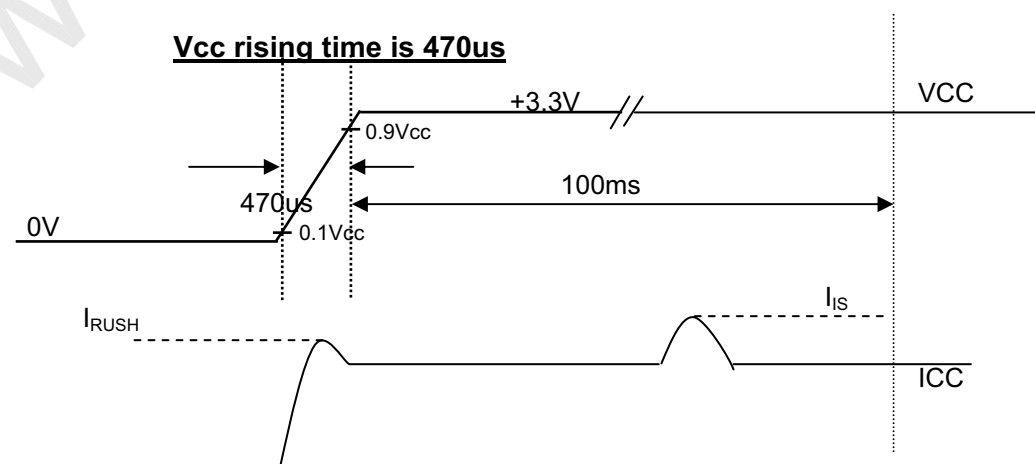 Vcc rising time is 470us
VCC
+3.3V
0.9Vcc
100ms
470us
0V
0.1Vcc
IIS
IRUSH
ICC